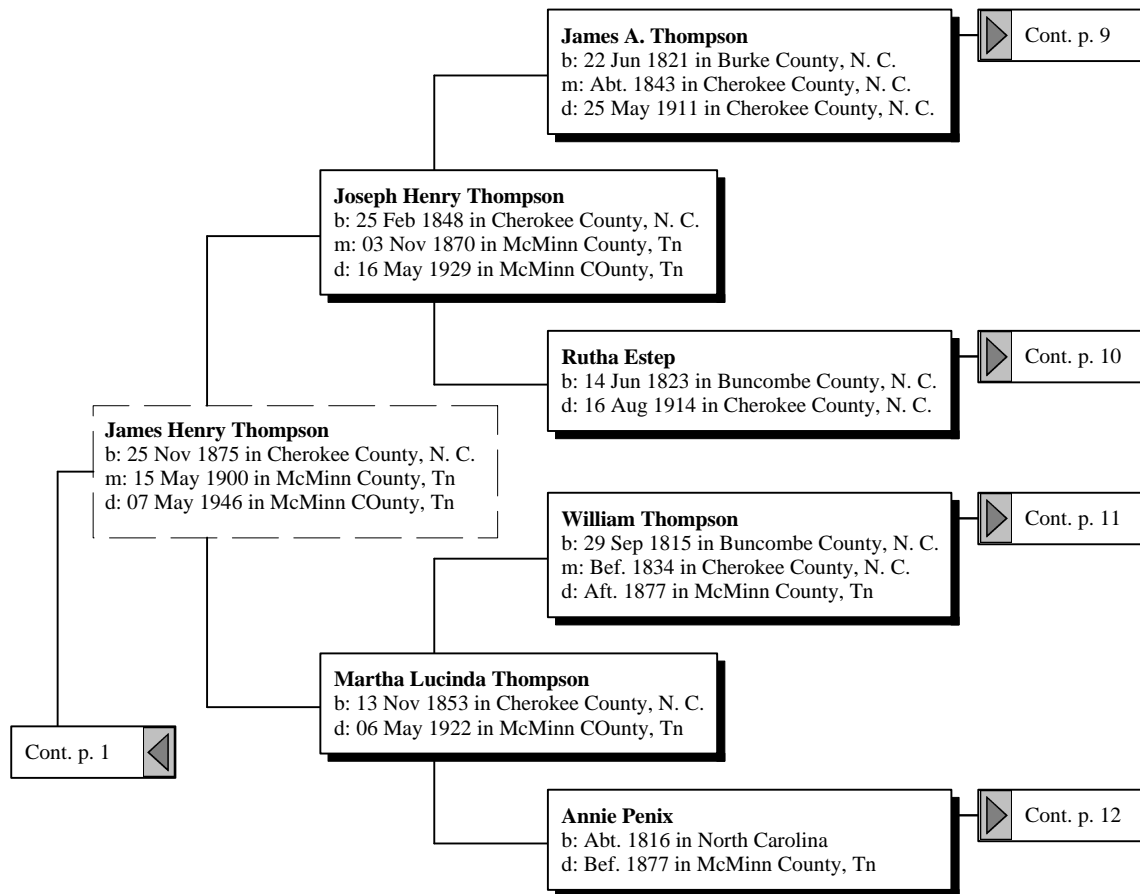 James A. Thompson
b: 22 Jun 1821 in Burke County, N. C.
m: Abt. 1843 in Cherokee County, N. C.
d: 25 May 1911 in Cherokee County, N. C.
Cont. p. 9
Joseph Henry Thompson
b: 25 Feb 1848 in Cherokee County, N. C.
m: 03 Nov 1870 in McMinn County, Tn
d: 16 May 1929 in McMinn COunty, Tn
Rutha Estep
b: 14 Jun 1823 in Buncombe County, N. C.
d: 16 Aug 1914 in Cherokee County, N. C.
Cont. p. 10
James Henry Thompson
b: 25 Nov 1875 in Cherokee County, N. C.
m: 15 May 1900 in McMinn County, Tn
d: 07 May 1946 in McMinn COunty, Tn
William Thompson
b: 29 Sep 1815 in Buncombe County, N. C.
m: Bef. 1834 in Cherokee County, N. C.
d: Aft. 1877 in McMinn County, Tn
Cont. p. 11
Martha Lucinda Thompson
b: 13 Nov 1853 in Cherokee County, N. C.
d: 06 May 1922 in McMinn COunty, Tn
Cont. p. 1
Annie Penix
b: Abt. 1816 in North Carolina
d: Bef. 1877 in McMinn County, Tn
Cont. p. 12